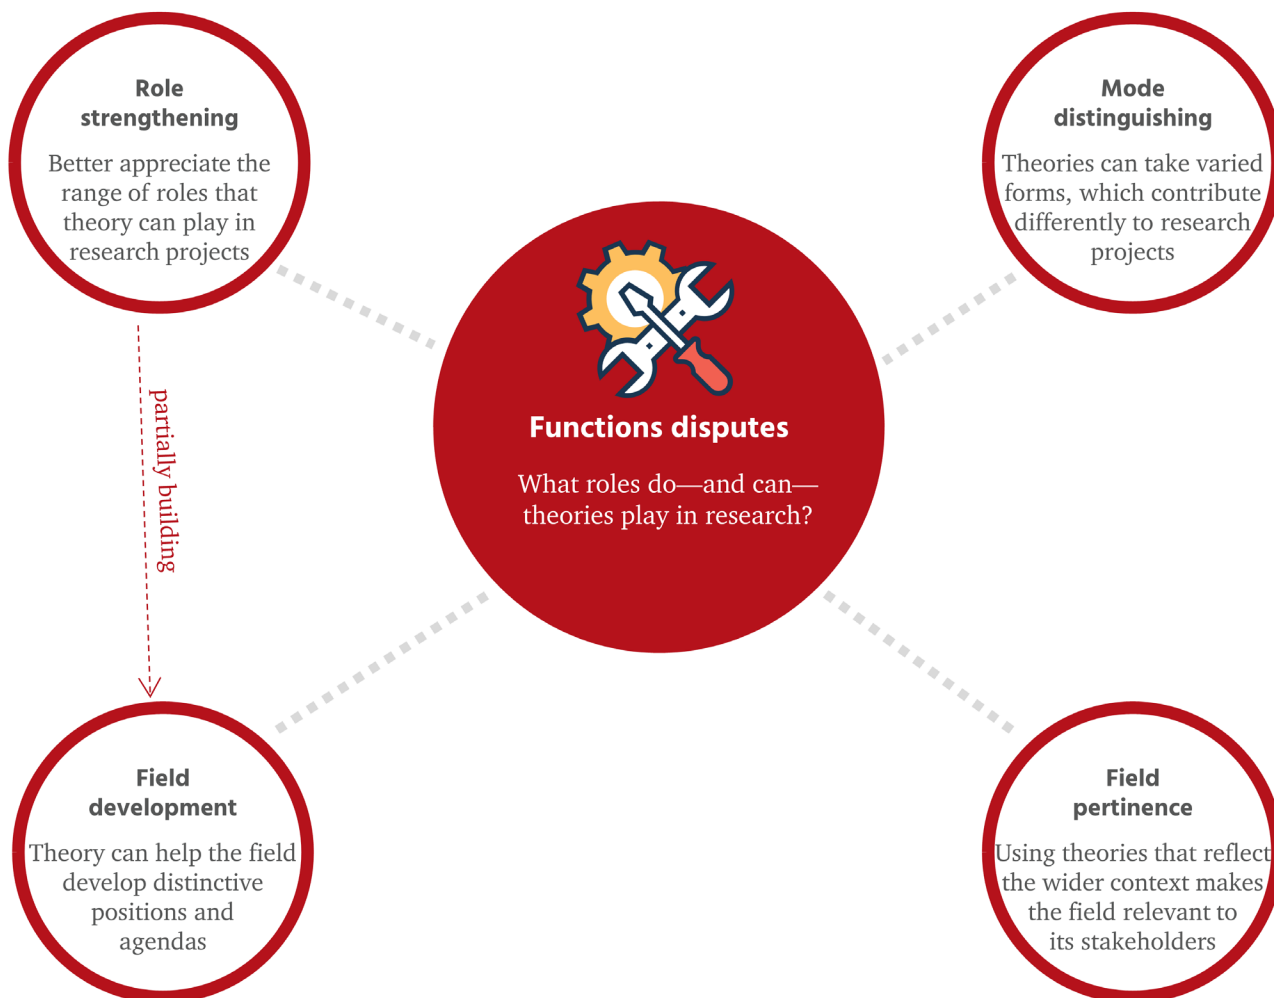 Role
strengthening
Better appreciate the
range of roles that
theory can play in
research projects
Mode
distinguishing
Theories can take varied
forms, which contribute
differently to research
projects
Functions disputes
What roles do—and can—
theories play in research?
partially building
Field
development
Theory can help the field
develop distinctive
positions and
agendas
Field
pertinence
Using theories that reflect
the wider context makes
the field relevant to
its stakeholders